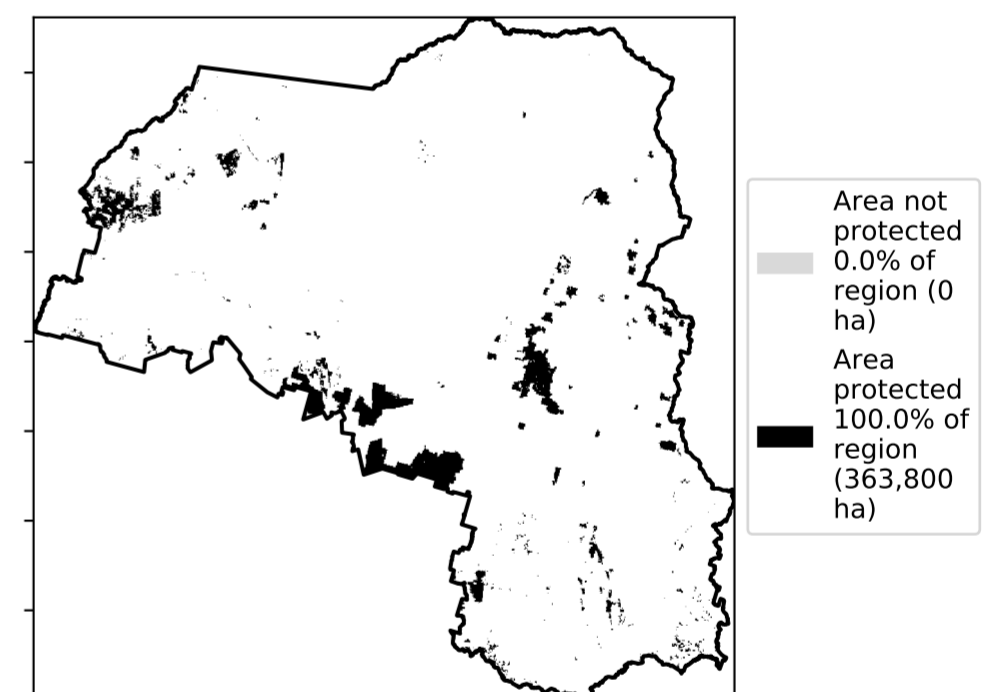 Area not
protected
0.0% of
region (0
ha)
Area
protected
100.0% of
region
(363,800
ha)